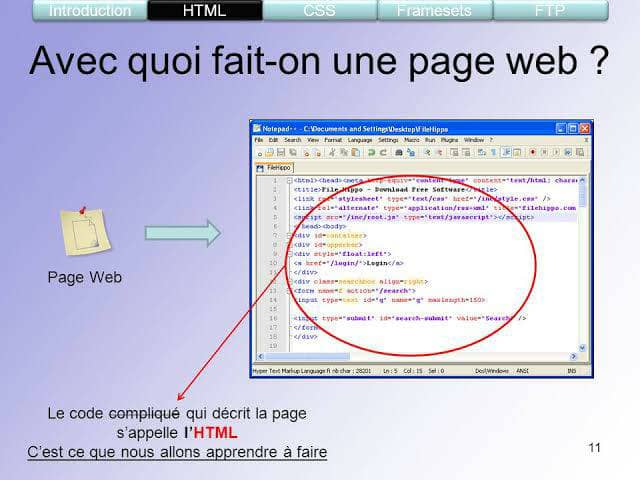 Introduction HTML CSS Framesets FTP
Avec quoi fait-on une page web ?
Notepad++ - C:\Documents and Settings\Desktop\FileHippo
File Edit Search View Format Language Settings Macro Run Plugins Window ?
FileHippo
1 <html><head><meta http-equiv="content-type" content="text/html; charse
2 <title>File Hippo - Download Free Software</title>
3 <link rel="stylesheet" type="text/css" href="/inc/style.css" />
4 <link rel="alternate" type="application/rss+xml" title="filehippo.com
5 <script src="/inc/root.js" type="text/javascript"></script>
6 </head><body>
7 <div id=container>
8 <div id=upperbar>
9 <div style="float:left">
10 <a href="/login/">Login</a>
11 </div>
12 <div class=searchbox align=right>
13 <form name=f action="/search">
14 <input type=text id="q" name="q" maxlength=150>
15
16 <input type="submit" id="search-submit" value="Search" />
17 </form>
18 </div>
19
Hyper Text Markup Language fi nb char : 28201 Ln : 5 Col : 15 Sel : 0 Dos\Windows ANSI INS
Page Web
Le code compliqué qui décrit la page
s’appelle l’HTML
C’est ce que nous allons apprendre à faire
11